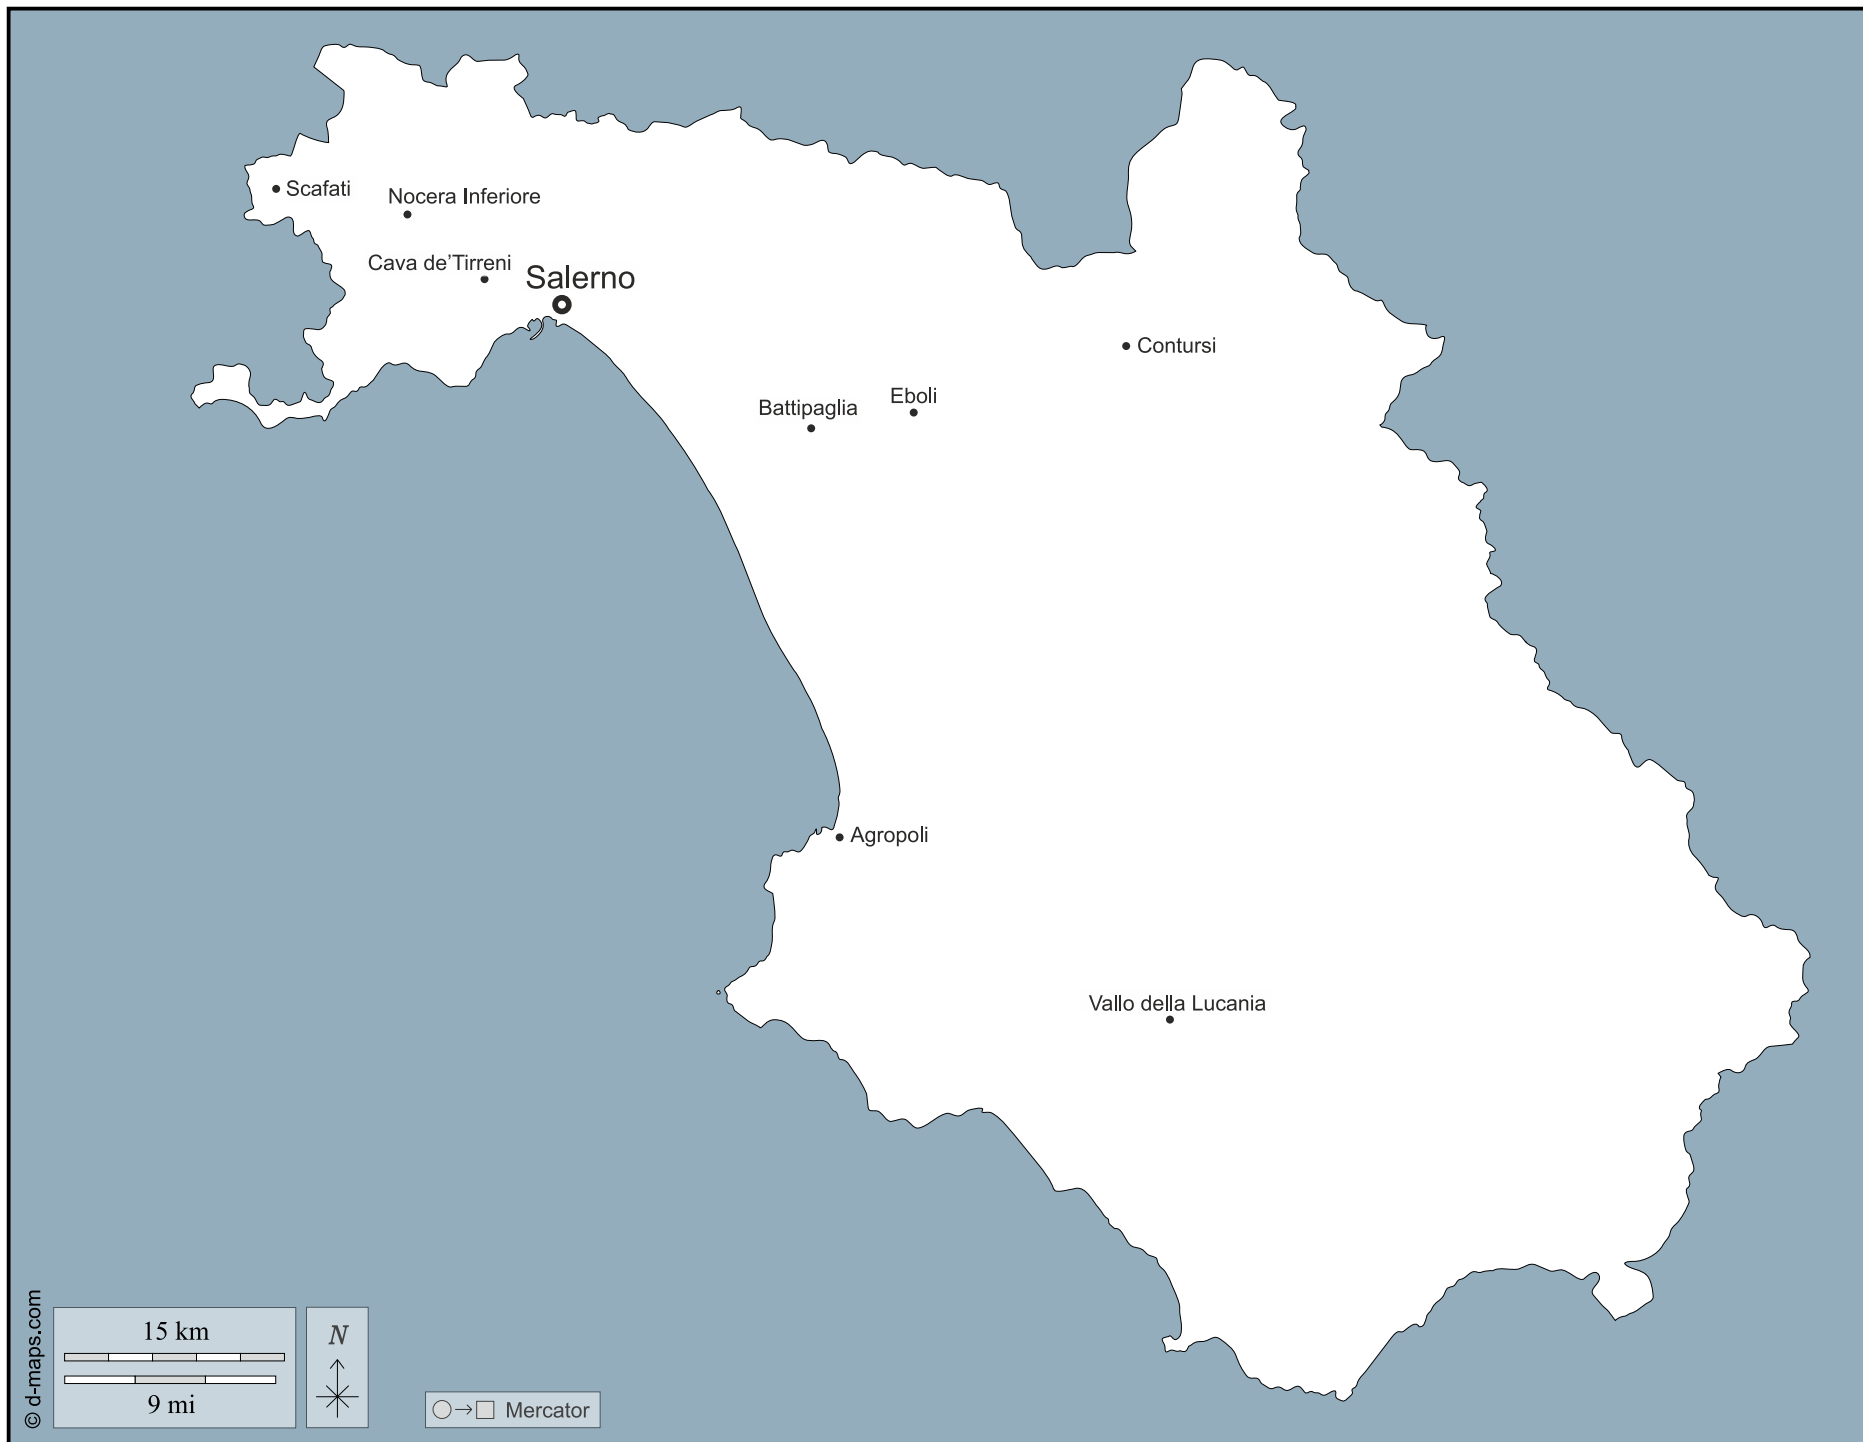 Scafati
Nocera Inferiore
Cava de'Tirreni
Salerno
Contursi
Eboli
Battipaglia
Agropoli
Vallo della Lucania
© d-maps.com
15 km
9 mi
N
Mercator